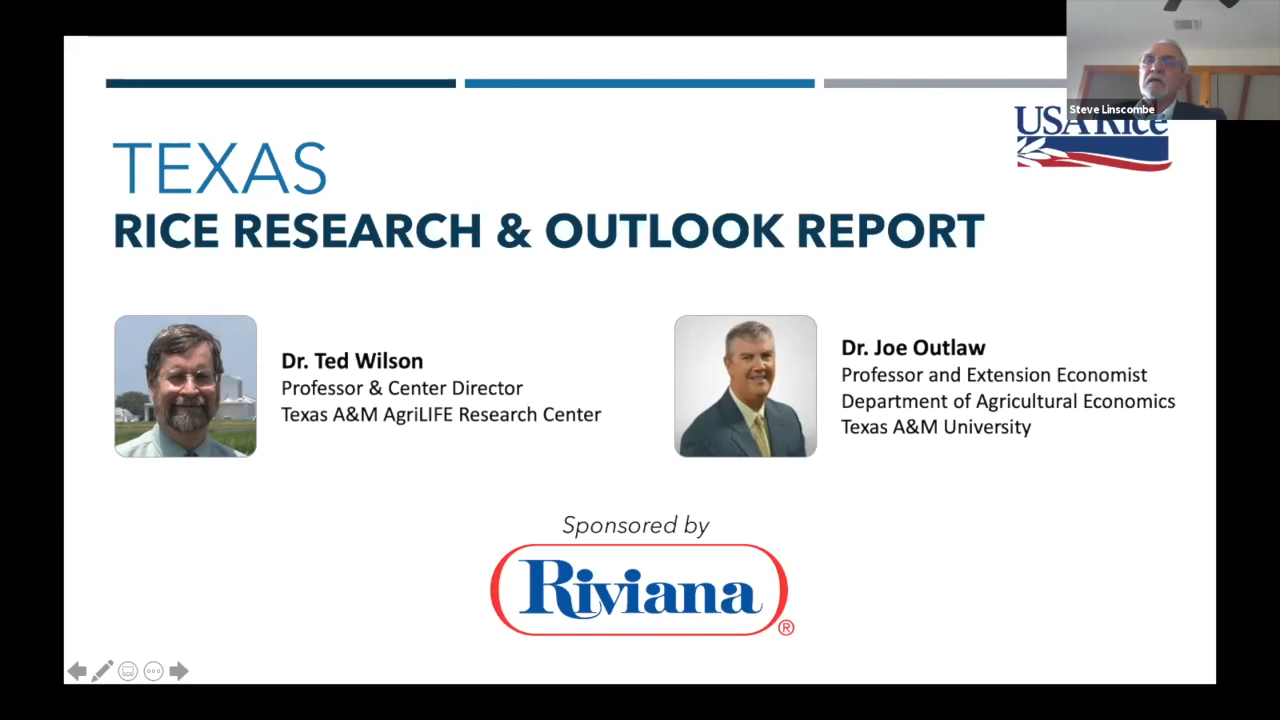 Steve Linscombe
USA Rice
TEXAS
RICE RESEARCH & OUTLOOK REPORT
Dr. Ted Wilson
Professor & Center Director
Texas A&M AgriLIFE Research Center
Dr. Joe Outlaw
Professor and Extension Economist
Department of Agricultural Economics
Texas A&M University
Sponsored by
Riviana®